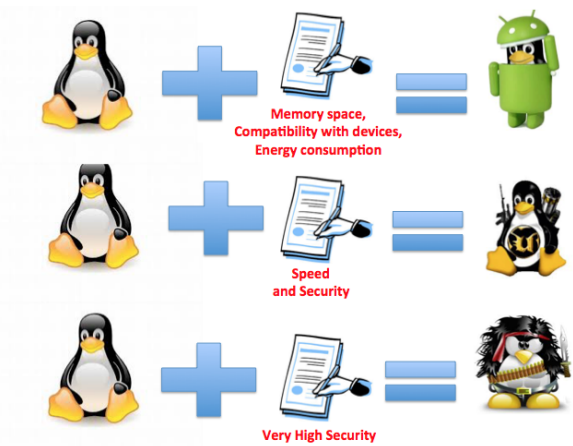 Memory space,
Compatibility with devices,
Energy consumption
Speed
and Security
Very High Security